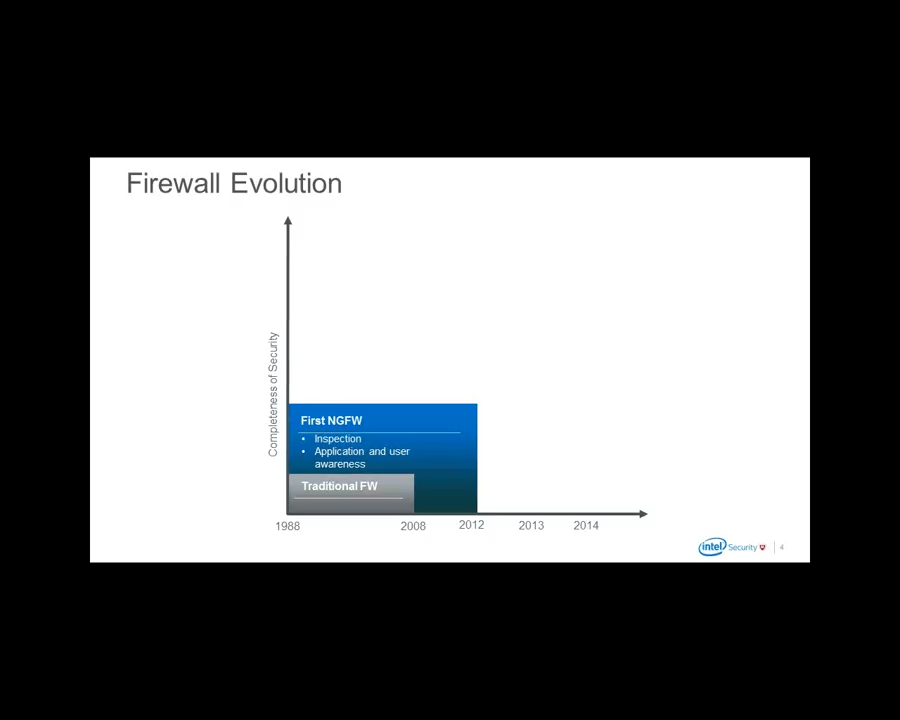 Firewall Evolution
Completeness of Security
First NGFW
• Inspection
• Application and user
awareness
Traditional FW
1988 2008 2012 2013 2014
intel Security 4